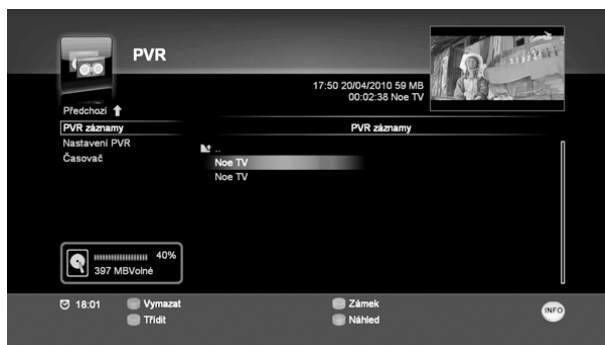 PVR
17:50 20/04/2010 59 MB
00:02:38 Noe TV
Předchozí
PVR záznamy
Nastavení PVR
Časovač
PVR záznamy
..
Noe TV
Noe TV
40%
397 MBVolné
18:01
Vymazat
Zámek
Třídit
Náhled
INFO